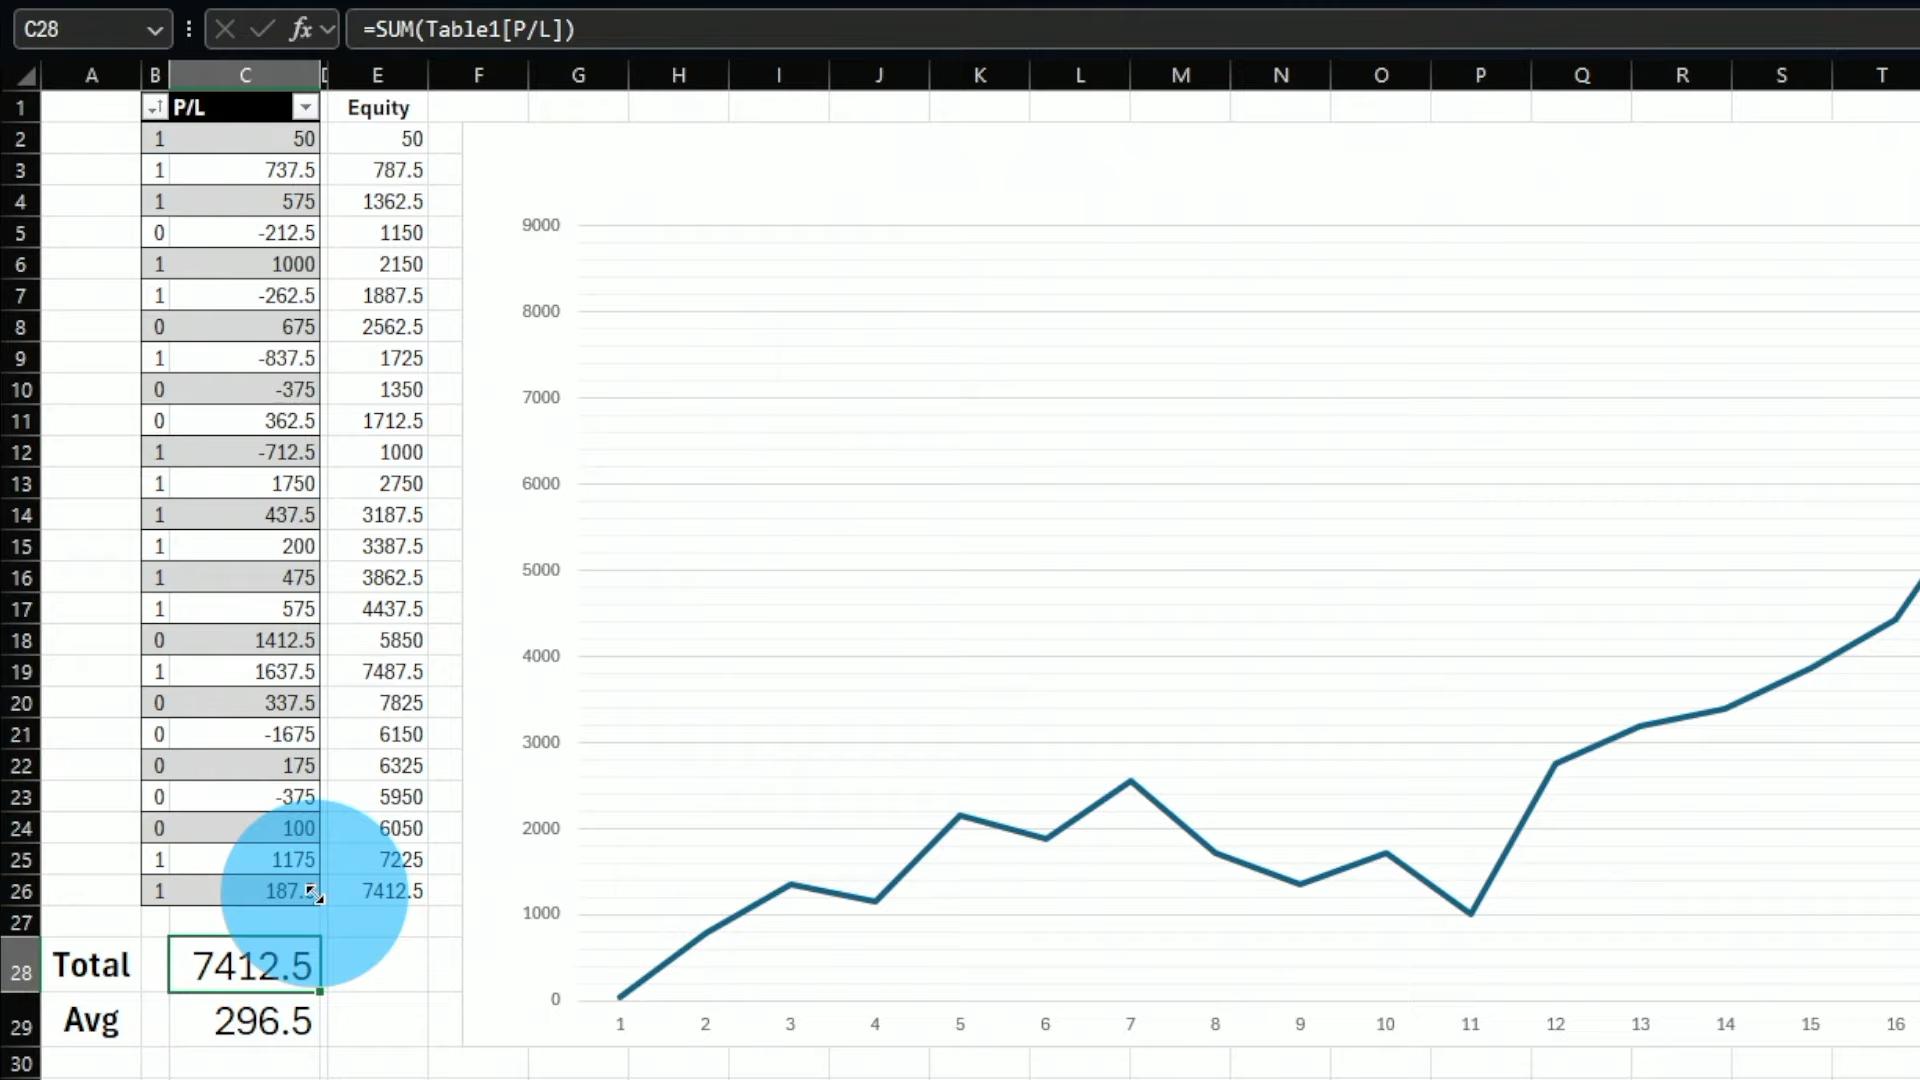 C28 fx =SUM(Table1[P/L])
A B C D E F G H I J K L M N O P Q R S T
1 P/L Equity
2 1 50 50
3 1 737.5 787.5
4 1 575 1362.5
5 0 -212.5 1150
6 1 1000 2150
7 1 -262.5 1887.5
8 0 675 2562.5
9 1 -837.5 1725
10 0 -375 1350
11 0 362.5 1712.5
12 1 -712.5 1000
13 1 1750 2750
14 1 437.5 3187.5
15 1 200 3387.5
16 1 475 3862.5
17 1 575 4437.5
18 0 1412.5 5850
19 1 1637.5 7487.5
20 0 337.5 7825
21 0 -1675 6150
22 0 175 6325
23 0 -375 5950
24 0 100 6050
25 1 1175 7225
26 1 187.5 7412.5
27
28 Total 7412.5
29 Avg 296.5
30
9000
8000
7000
6000
5000
4000
3000
2000
1000
0
1 2 3 4 5 6 7 8 9 10 11 12 13 14 15 16